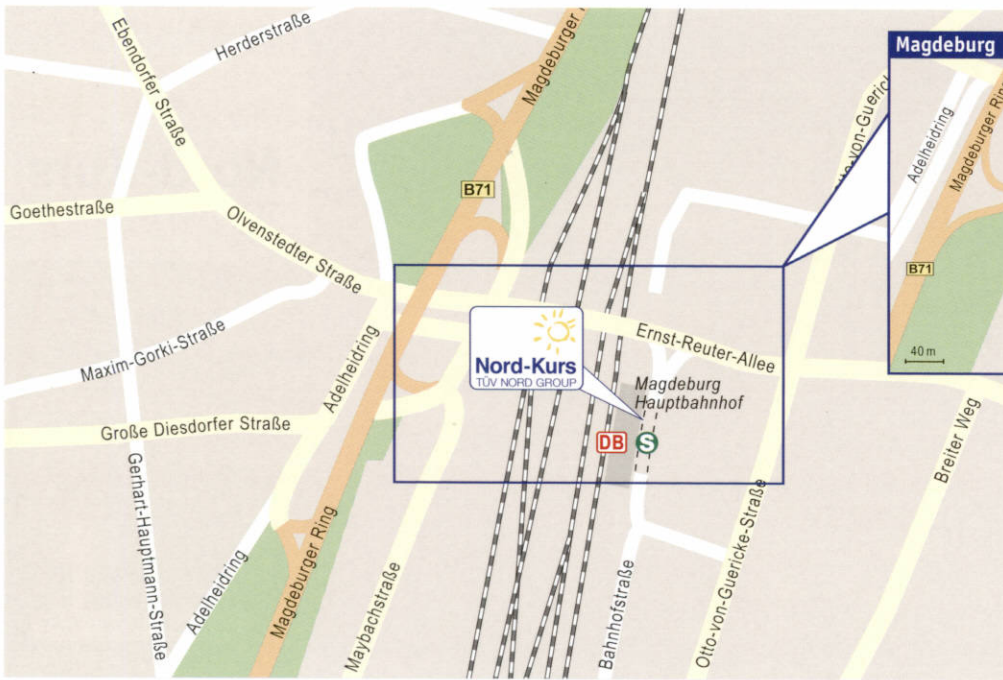 Ebendorfer Straße
Herderstraße
Magdeburger
Magdeburg
Adelheidring
Magdeburger Ring
B71
40 m
Goethestraße
Olvenstedter Straße
B71
Maxim-Gorki-Straße
Adelheidring
Nord-Kurs
TÜV NORD GROUP
Ernst-Reuter-Allee
Magdeburg
Hauptbahnhof
DB
S
Große Diesdorfer Straße
Gerhart-Hauptmann-Straße
Adelheidring
Magdeburger Ring
Maybachstraße
Bahnhofstraße
Otto-von-Guericke-Straße
Breiter Weg